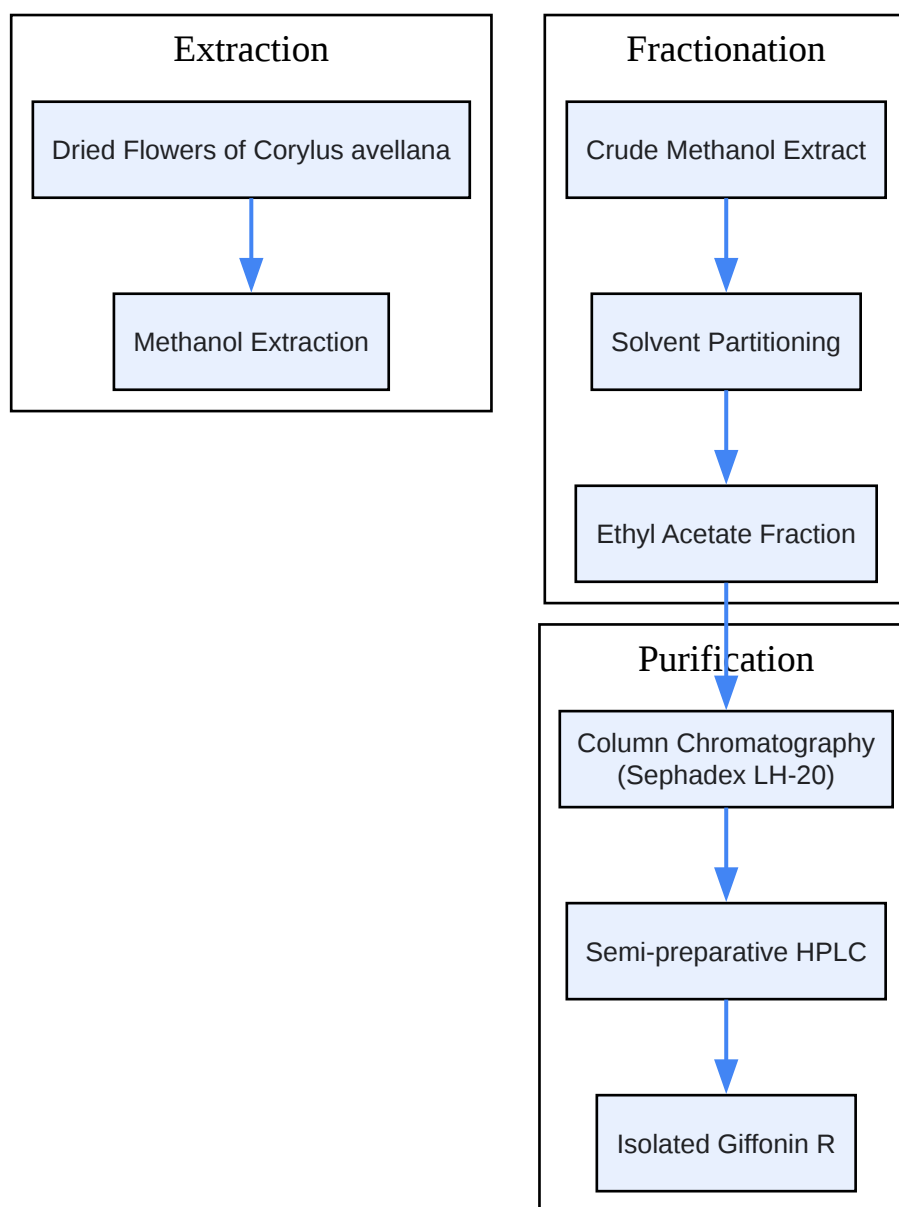 Extraction
Dried Flowers of Corylus avellana
Methanol Extraction
Fractionation
Crude Methanol Extract
Solvent Partitioning
Ethyl Acetate Fraction
Purification
Column Chromatography
(Sephadex LH-20)
Semi-preparative HPLC
Isolated Giffonin R